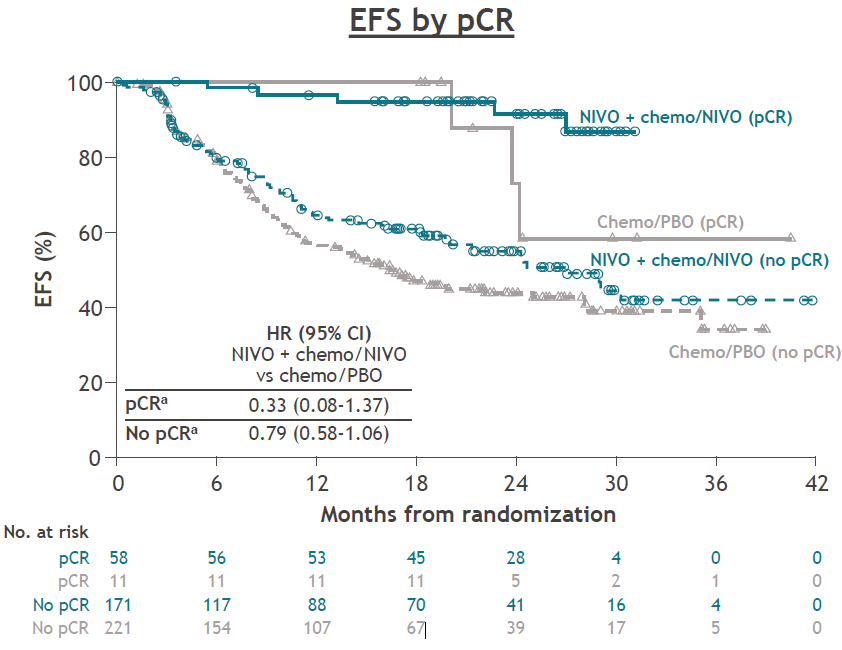 EFS by pCR
100
80
60
40
20
0
EFS (%)
NIVO + chemo/NIVO (pCR)
Chemo/PBO (pCR)
NIVO + chemo/NIVO (no pCR)
Chemo/PBO (no pCR)
HR (95% CI)
NIVO + chemo/NIVO
vs chemo/PBO
pCRª 0.33 (0.08-1.37)
No pCRª 0.79 (0.58-1.06)
0 6 12 18 24 30 36 42
Months from randomization
No. at risk
pCR 58 56 53 45 28 4 0 0
pCR 11 11 11 11 5 2 1 0
No pCR 171 117 88 70 41 16 4 0
No pCR 221 154 107 67 39 17 5 0